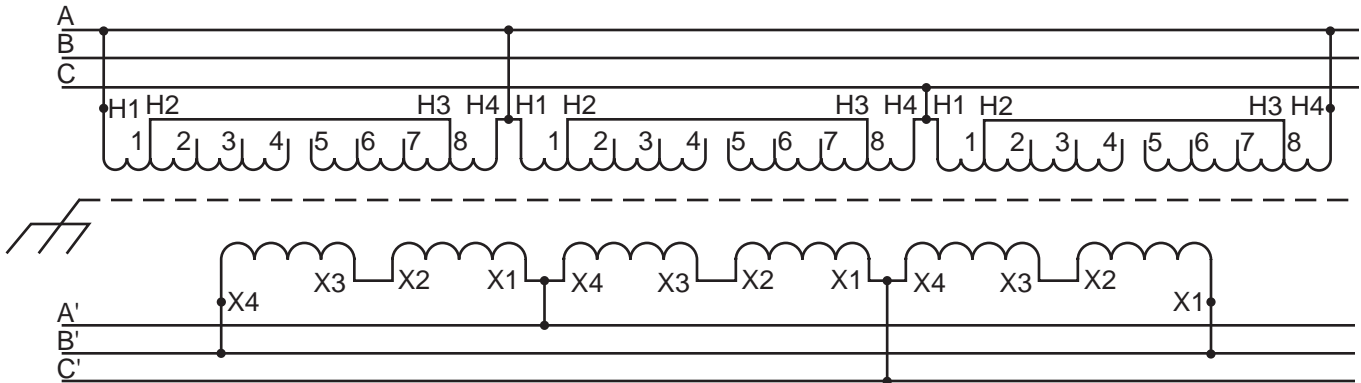 A
B
C
H1 H2 H3 H4 H1 H2 H3 H4 H1 H2 H3 H4
1 2 3 4 5 6 7 8 1 2 3 4 5 6 7 8 1 2 3 4 5 6 7 8
X3 X2 X1 X4 X3 X2 X1 X4 X3 X2
X4 X1
A'
B'
C'